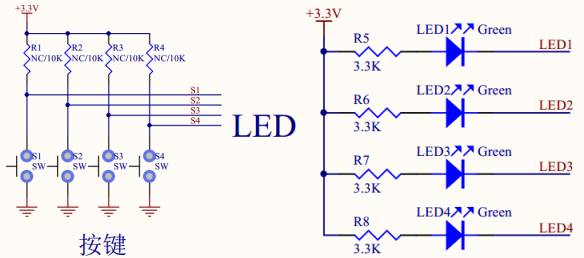 +3.3V
R1 R2 R3 R4
NC/10K NC/10K NC/10K NC/10K
S1
S2
S3
S4
S1 S2 S3 S4
SW SW SW SW
按键
LED
+3.3V
R5
3.3K
LED1 Green
LED1
R6
3.3K
LED2 Green
LED2
R7
3.3K
LED3 Green
LED3
R8
3.3K
LED4 Green
LED4